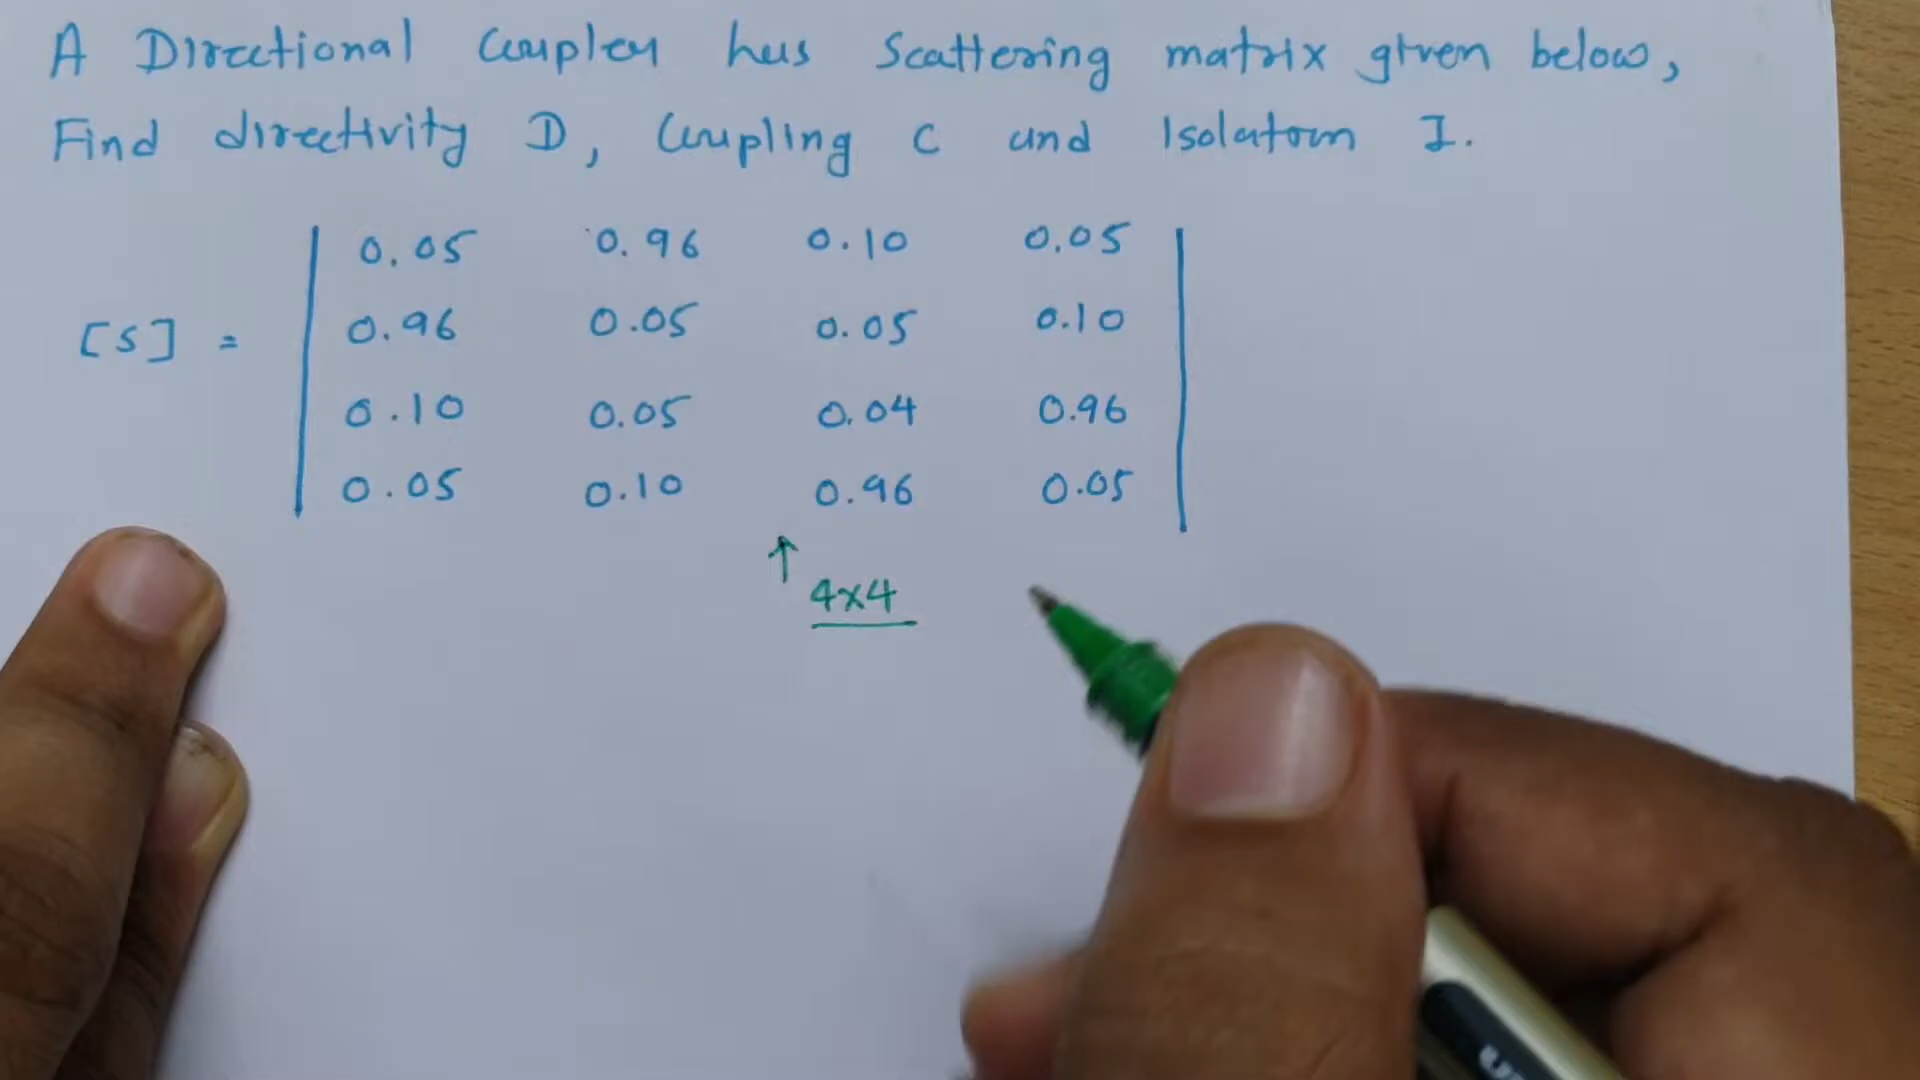 A Directional Coupler has Scattering matrix given below,
Find directivity D, Coupling C and Isolatoin I.
0.05 0.96 0.10 0.05
[S] = 0.96 0.05 0.05 0.10
0.10 0.05 0.04 0.96
0.05 0.10 0.96 0.05
↑ 4x4